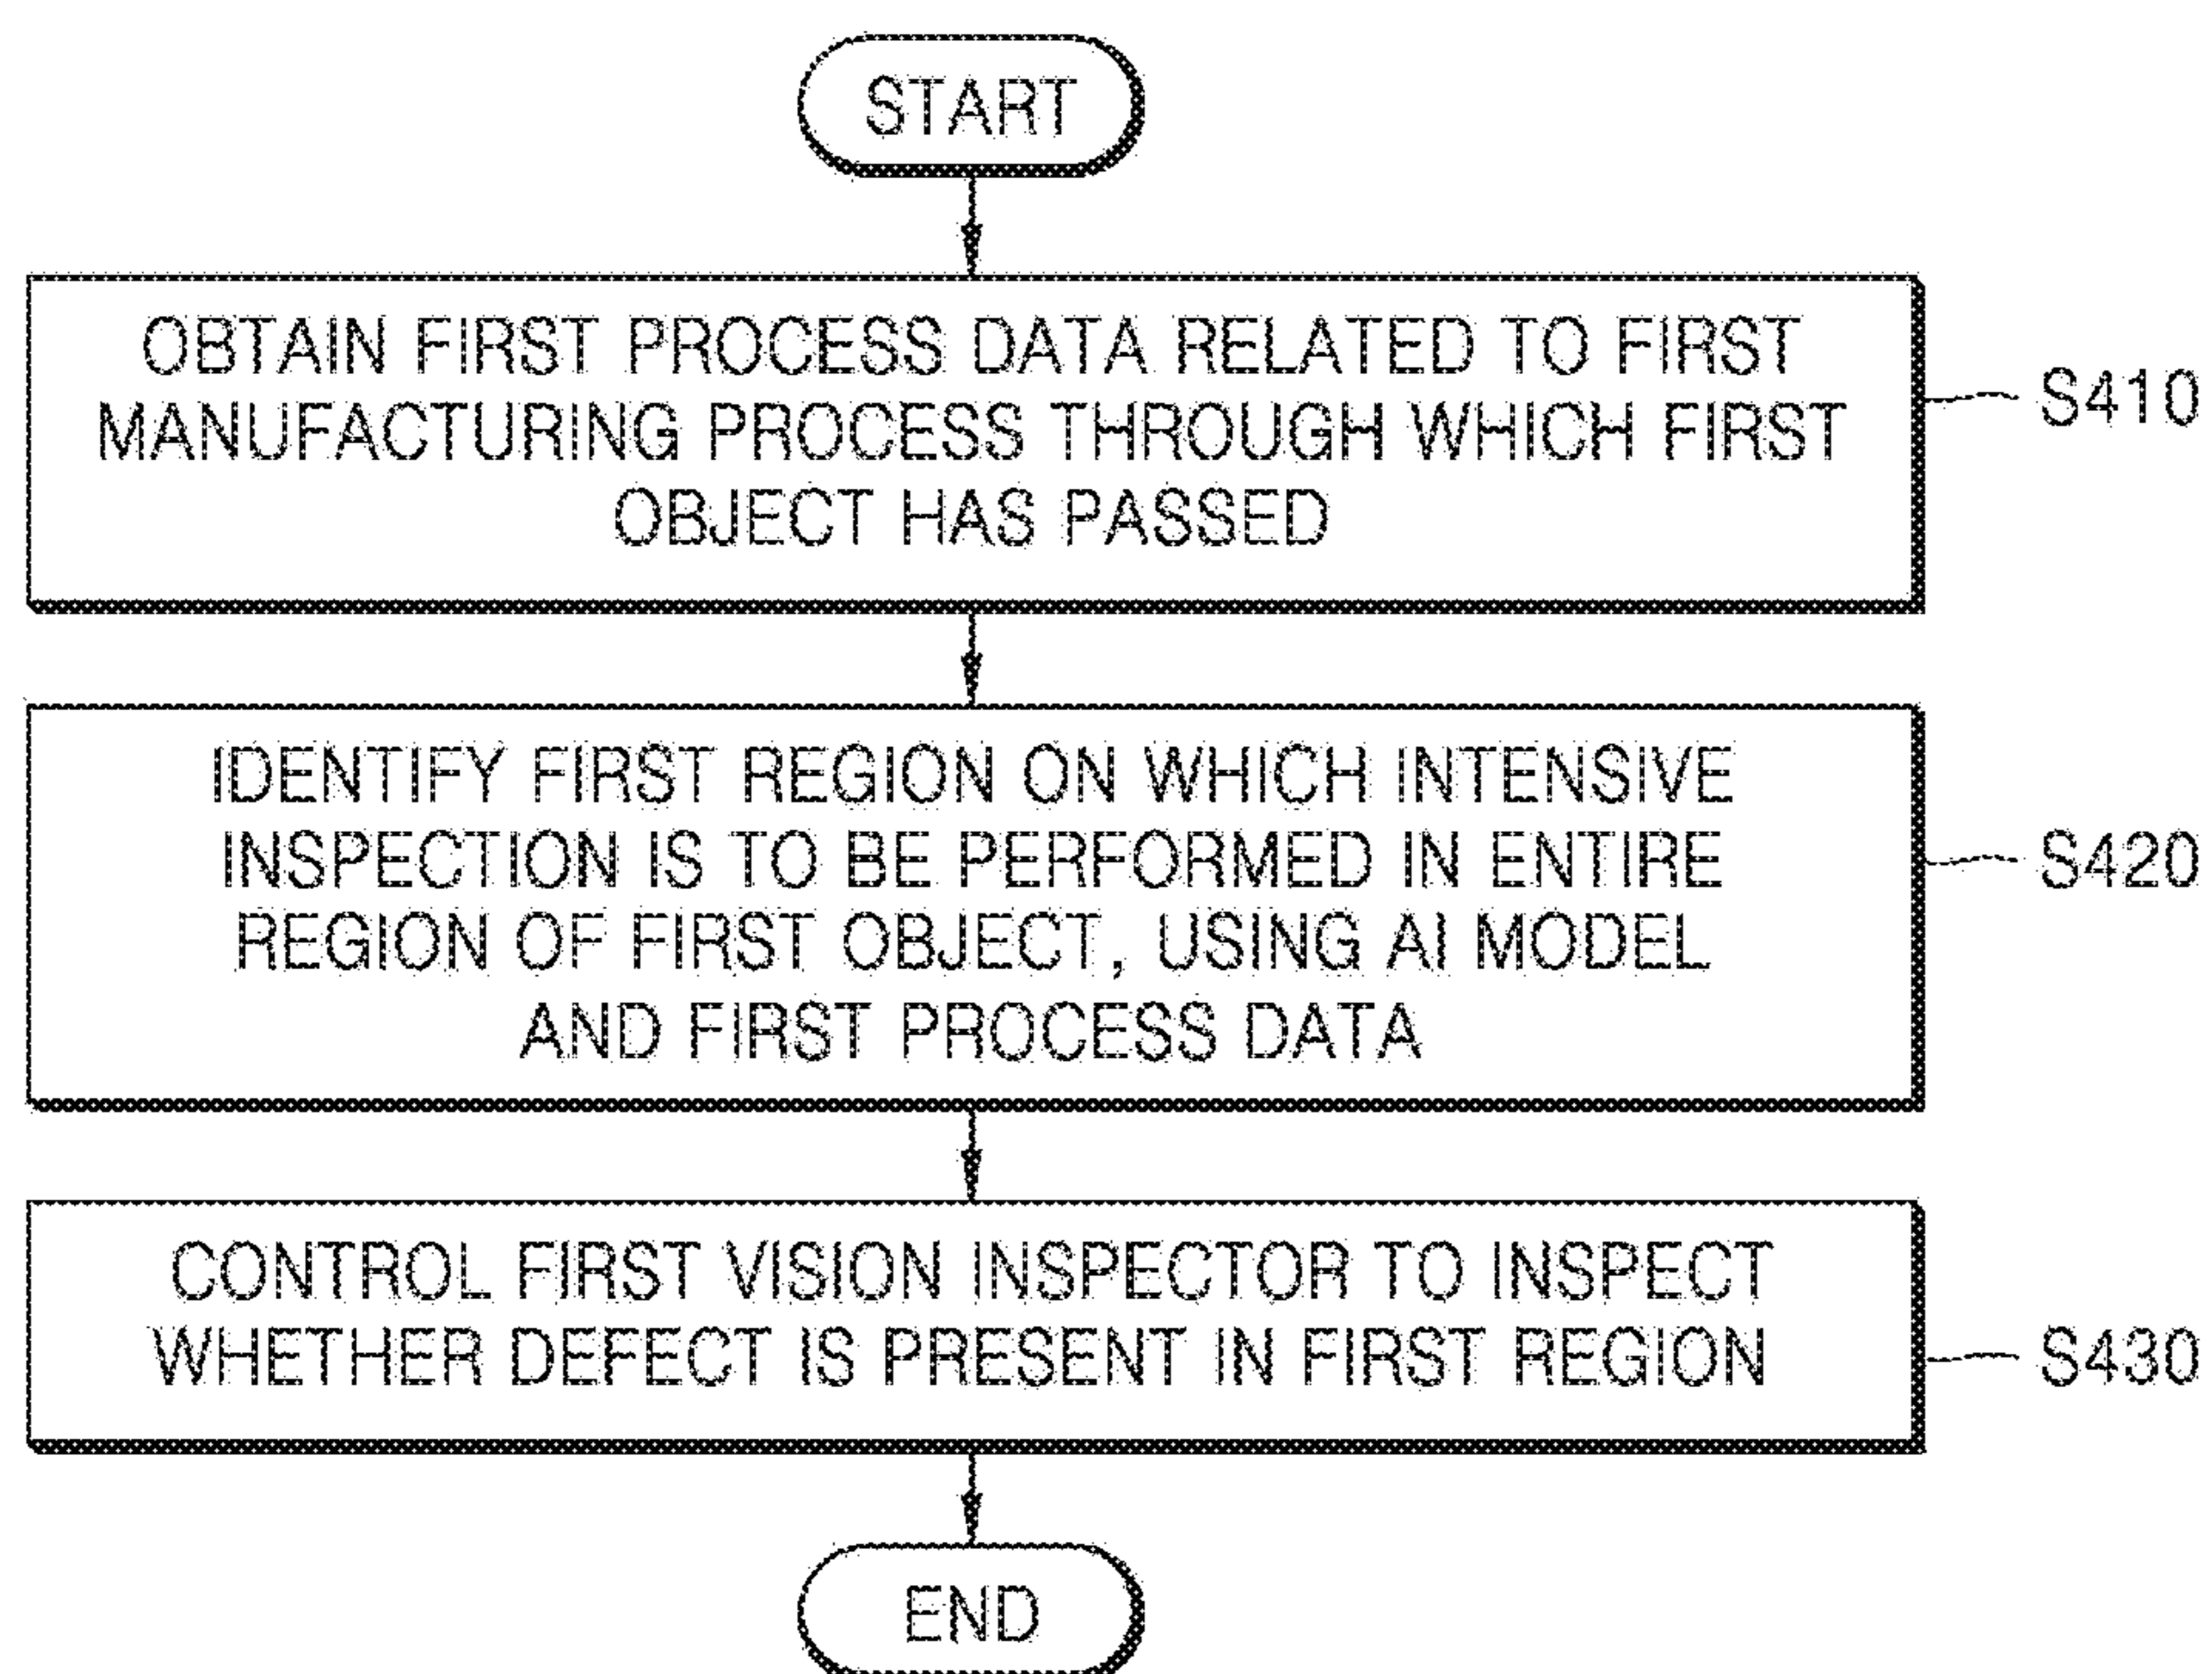 START
OBTAIN FIRST PROCESS DATA RELATED TO FIRST
MANUFACTURING PROCESS THROUGH WHICH FIRST
OBJECT HAS PASSED
S410
IDENTIFY FIRST REGION ON WHICH INTENSIVE
INSPECTION IS TO BE PERFORMED IN ENTIRE
REGION OF FIRST OBJECT, USING AI MODEL
AND FIRST PROCESS DATA
S420
CONTROL FIRST VISION INSPECTOR TO INSPECT
WHETHER DEFECT IS PRESENT IN FIRST REGION
S430
END